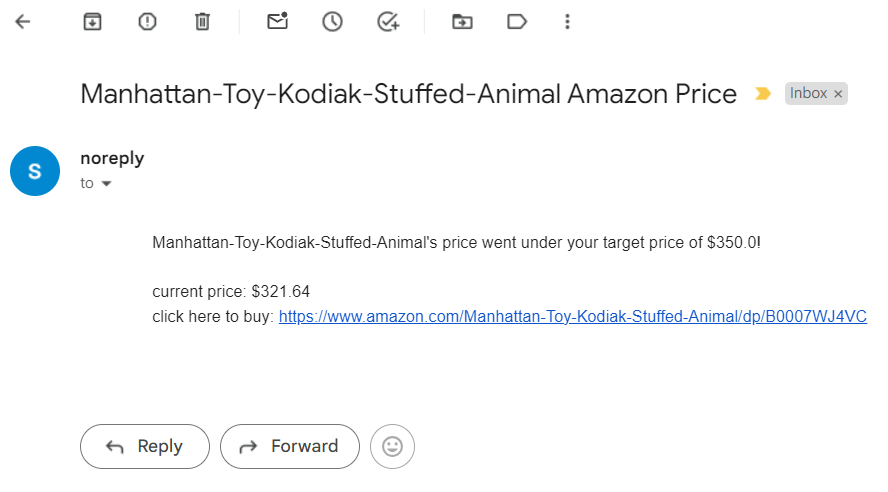 Manhattan-Toy-Kodiak-Stuffed-Animal Amazon Price Inbox ×
S
noreply
to
Manhattan-Toy-Kodiak-Stuffed-Animal's price went under your target price of $350.0!
current price: $321.64
click here to buy: https://www.amazon.com/Manhattan-Toy-Kodiak-Stuffed-Animal/dp/B0007WJ4VC
Reply Forward